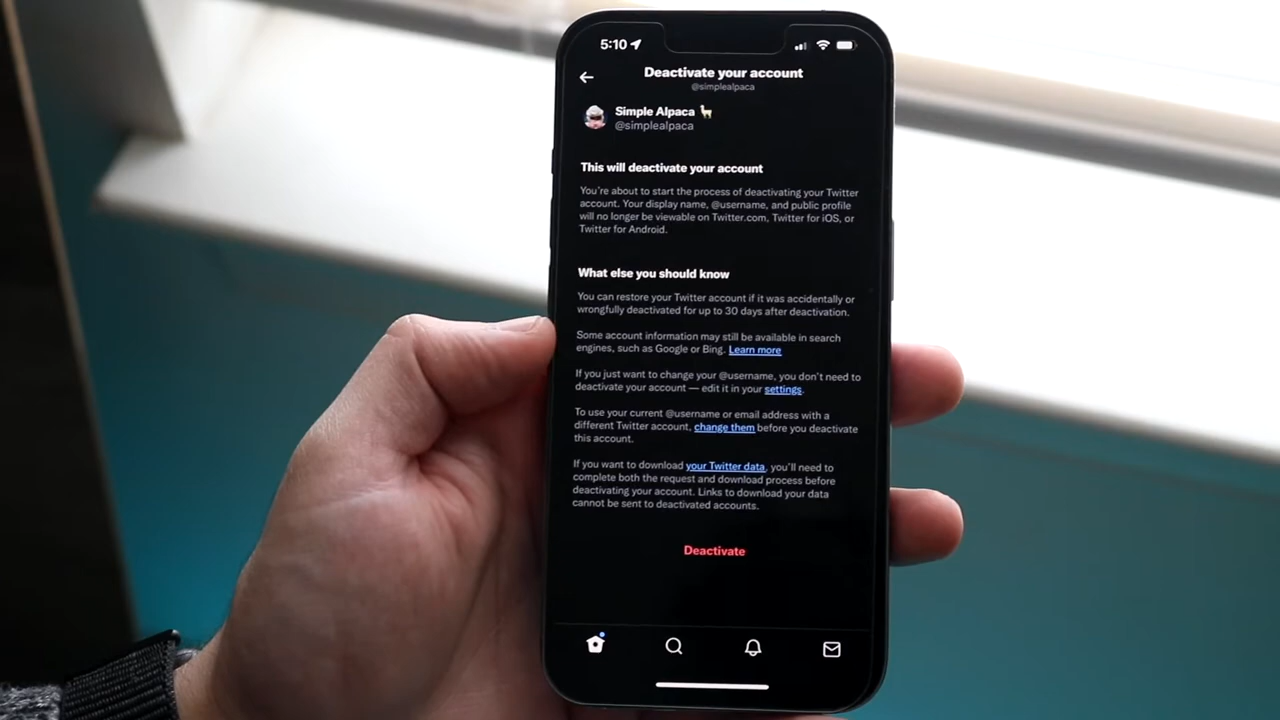 5:10
Deactivate your account
@simplealpaca
Simple Alpaca 🦙
@simplealpaca
This will deactivate your account
You're about to start the process of deactivating your Twitter
account. Your display name, @username, and public profile
will no longer be viewable on Twitter.com, Twitter for iOS, or
Twitter for Android.
What else you should know
You can restore your Twitter account if it was accidentally or
wrongfully deactivated for up to 30 days after deactivation.
Some account information may still be available in search
engines, such as Google or Bing. Learn more
If you just want to change your @username, you don't need to
deactivate your account — edit it in your settings.
To use your current @username or email address with a
different Twitter account, change them before you deactivate
this account.
If you want to download your Twitter data, you'll need to
complete both the request and download process before
deactivating your account. Links to download your data
cannot be sent to deactivated accounts.
Deactivate